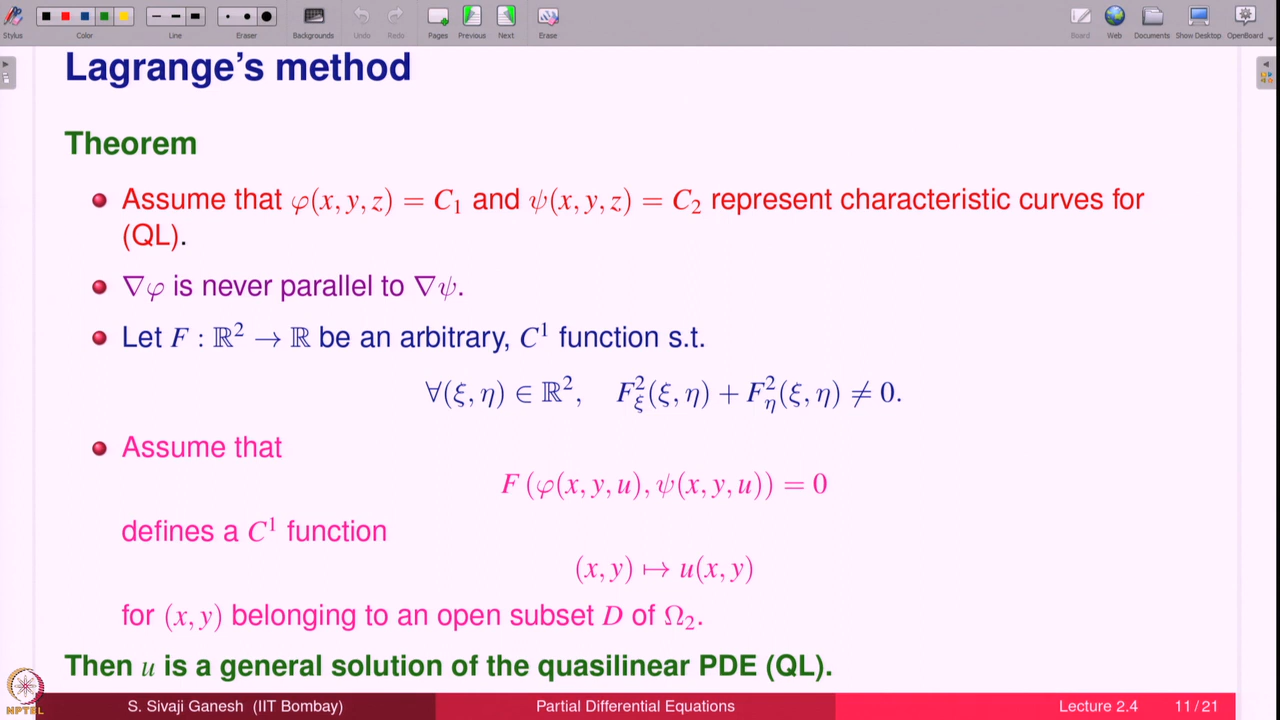 Stylus Color Line Eraser Backgrounds Undo Redo Pages Previous Next Erase Board Web Documents Show Desktop OpenBoard
Lagrange's method
Theorem
Assume that φ(x, y, z) = C₁ and ψ(x, y, z) = C₂ represent characteristic curves for
(QL).
∇φ is never parallel to ∇ψ.
Let F : ℝ² → ℝ be an arbitrary, C¹ function s.t.
∀(ξ, η) ∈ ℝ², F²_ξ(ξ, η) + F²_η(ξ, η) ≠ 0.
Assume that
F (φ(x, y, u), ψ(x, y, u)) = 0
defines a C¹ function
(x, y) ↦ u(x, y)
for (x, y) belonging to an open subset D of Ω₂.
Then u is a general solution of the quasilinear PDE (QL).
NPTEL
S. Sivaji Ganesh (IIT Bombay) Partial Differential Equations Lecture 2.4 11 / 21